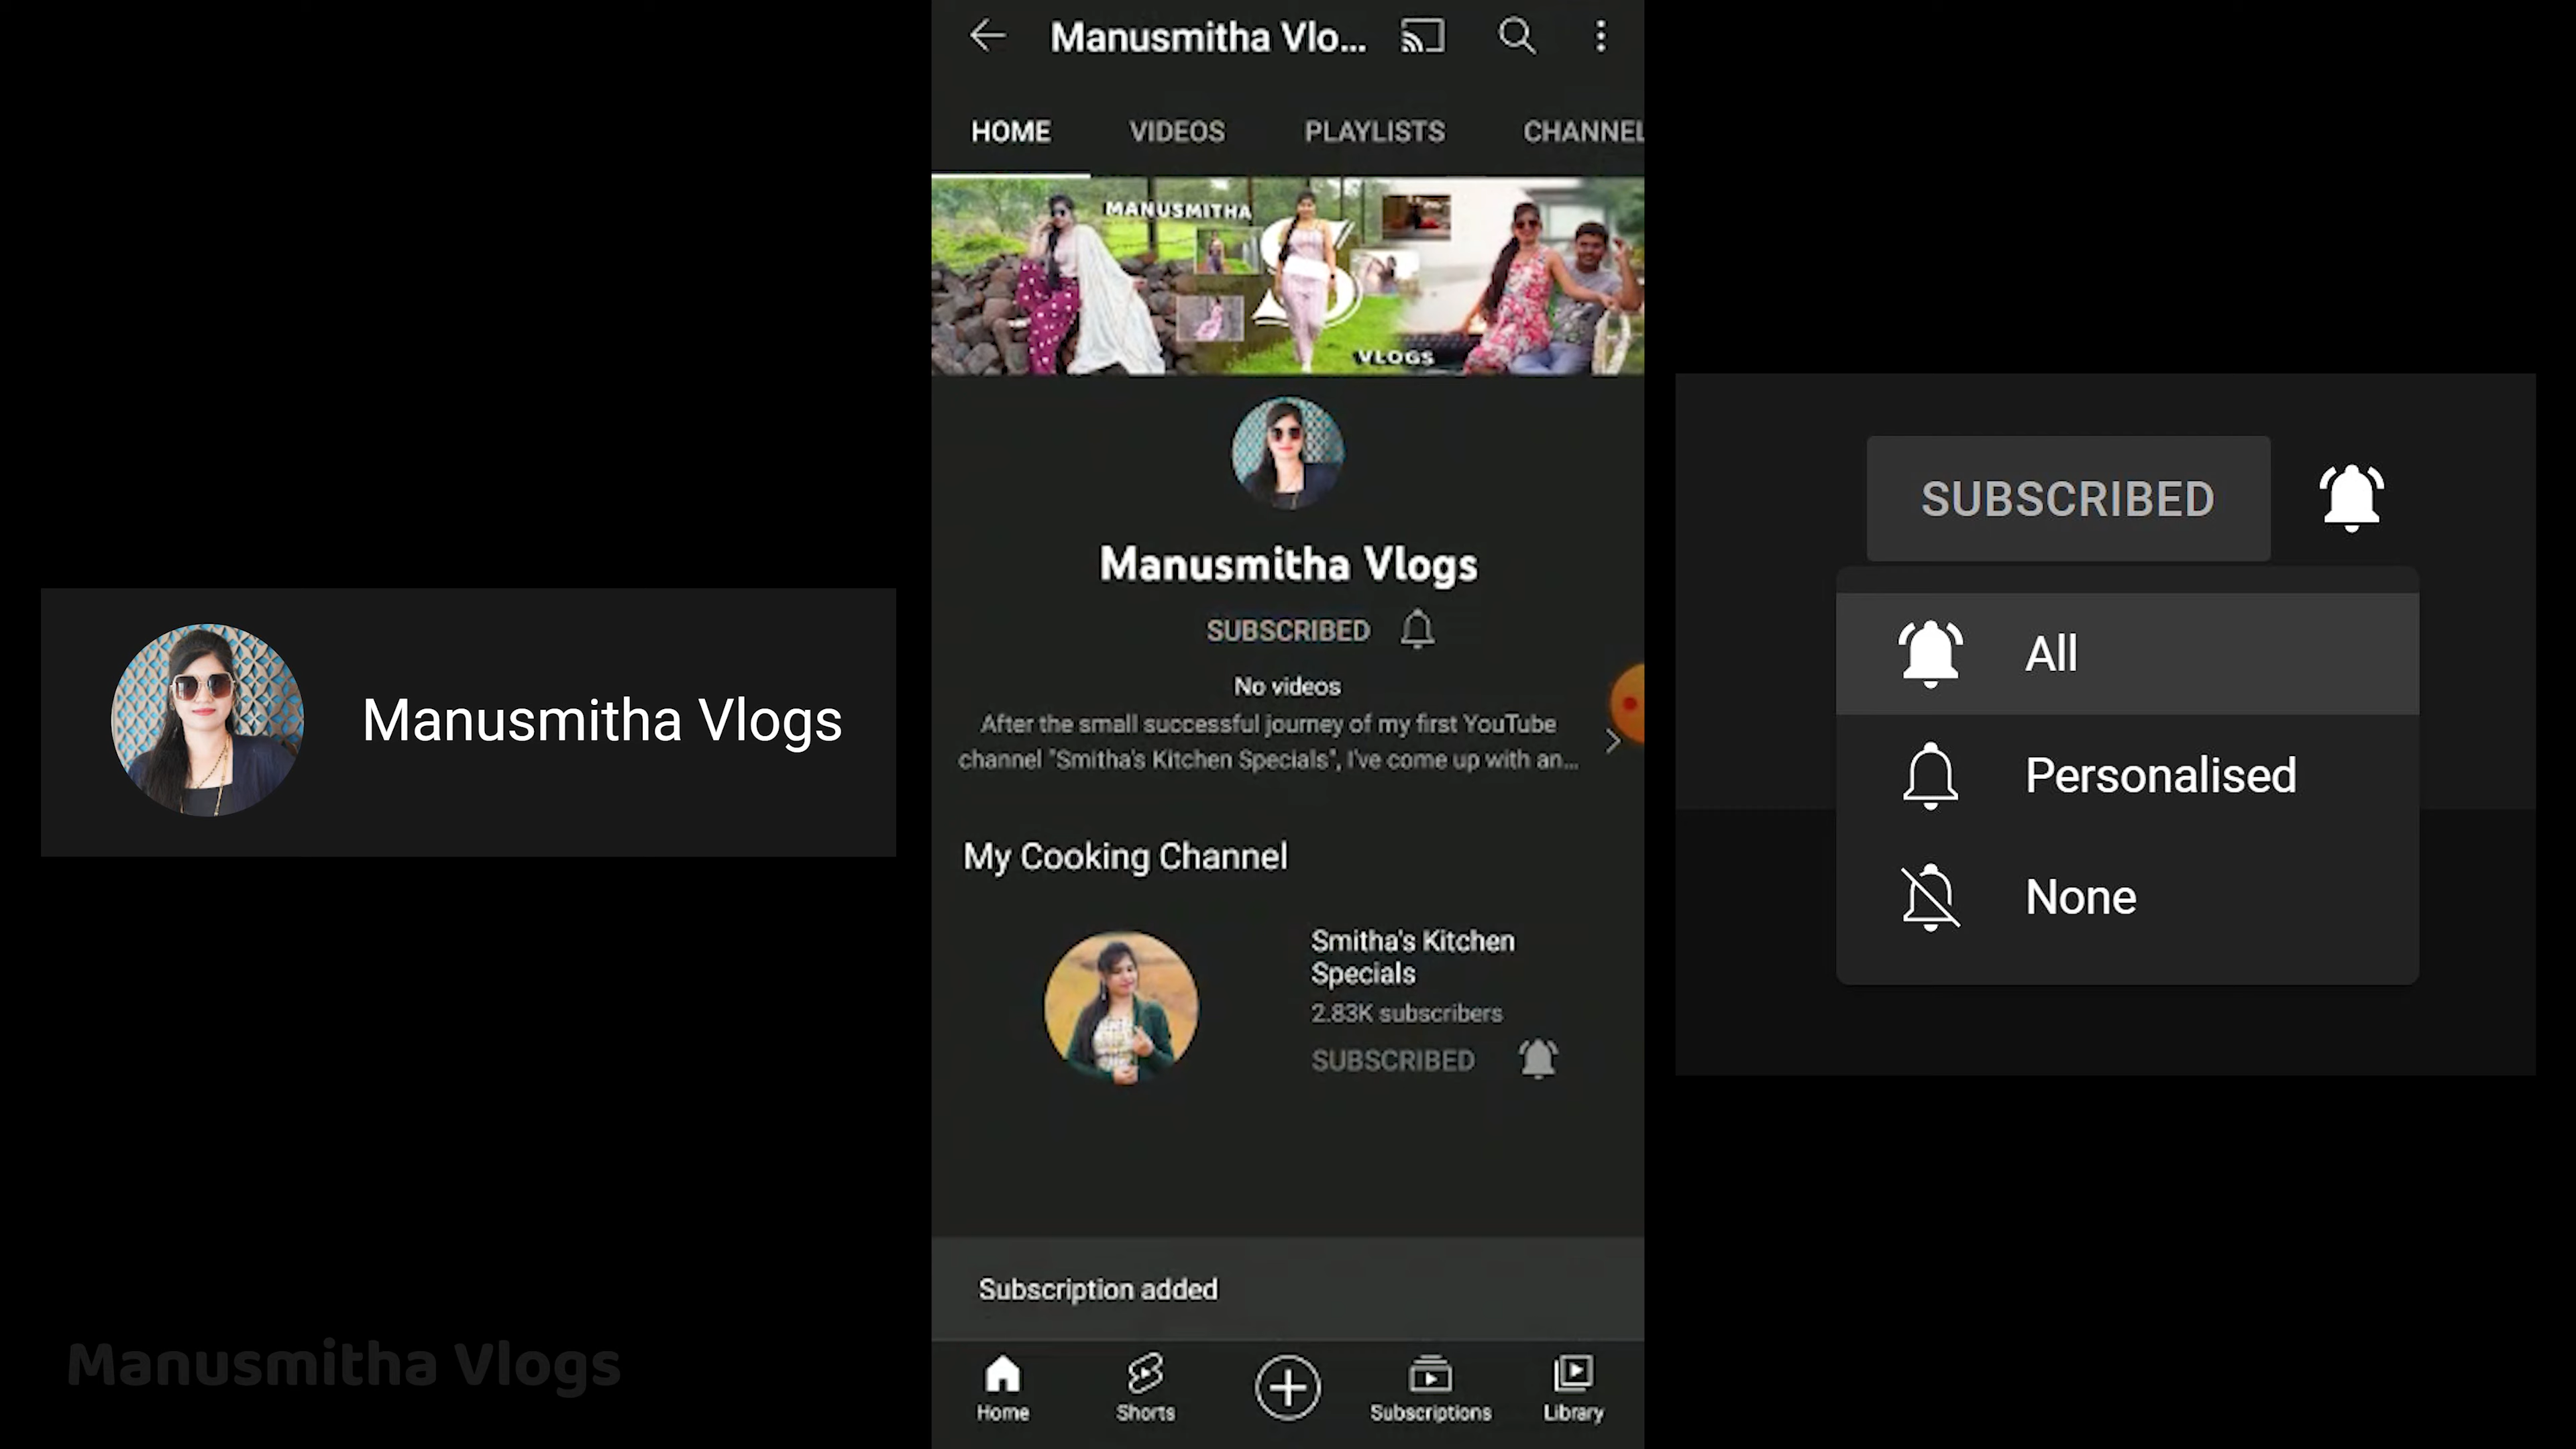 Manusmitha Vlo...
HOME VIDEOS PLAYLISTS CHANNEL
MANUSMITHA
S
VLOGS
Manusmitha Vlogs
SUBSCRIBED
No videos
After the small successful journey of my first YouTube
channel "Smitha's Kitchen Specials", I've come up with an...
My Cooking Channel
Smitha's Kitchen
Specials
2.83K subscribers
SUBSCRIBED
Subscription added
Home Shorts Subscriptions Library
Manusmitha Vlogs
SUBSCRIBED
All
Personalised
None
Manusmitha Vlogs